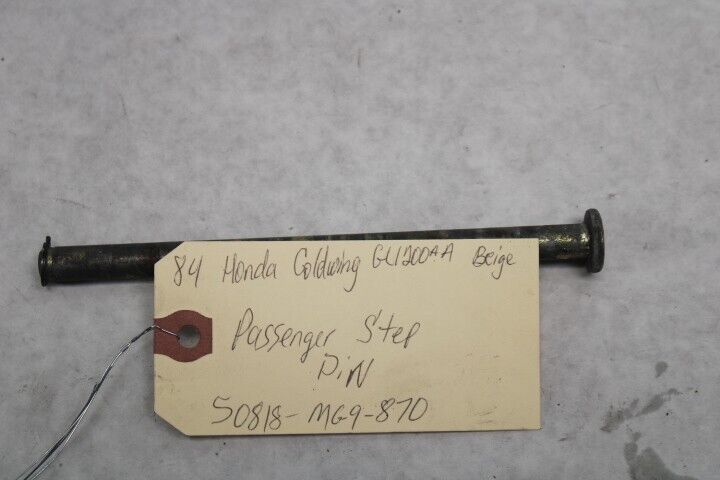 84 Honda Goldwing GL1200AA Beige
Passenger Step
Pin
50818-MG9-870